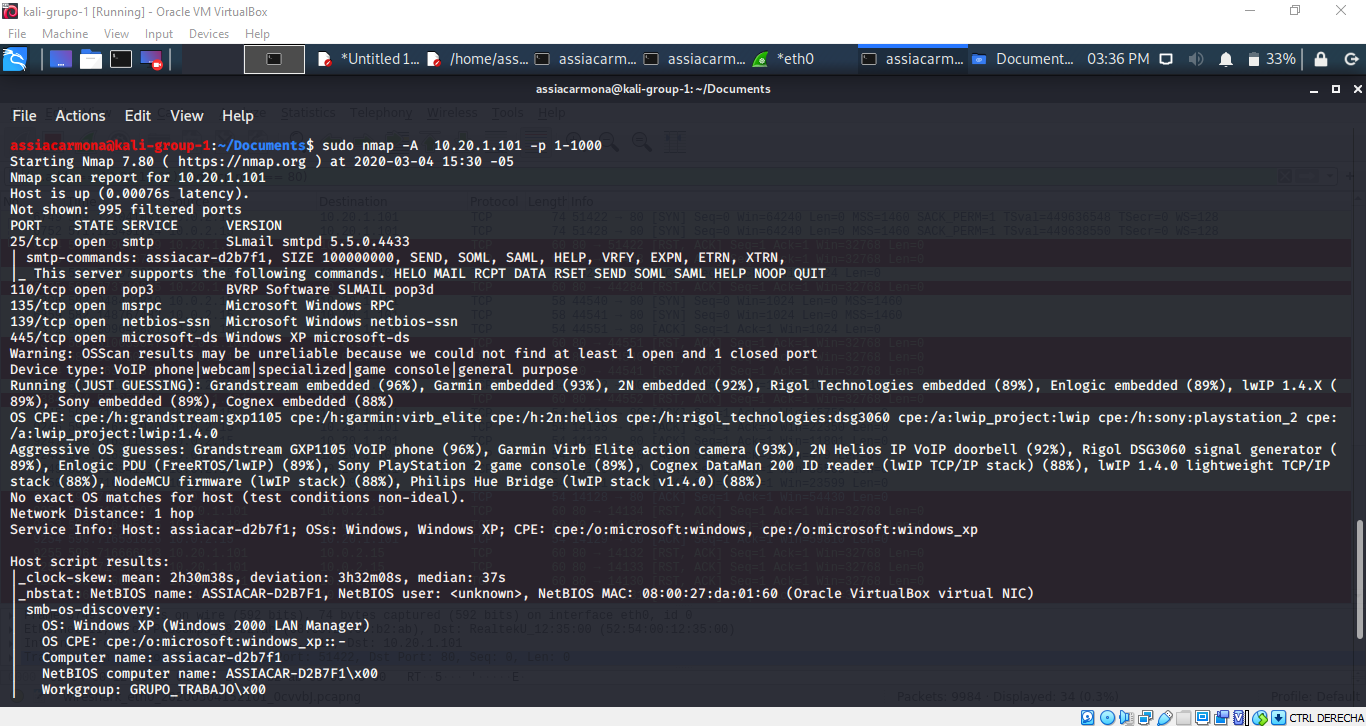 kali-grupo-1 [Running] - Oracle VM VirtualBox
File Machine View Input Devices Help
*Untitled 1... /home/ass... assiacarm... assiacarm... *eth0 assiacarm... Document... 03:36 PM 33%
assiacarmona@kali-group-1: ~/Documents
File Actions Edit View Help
Statistics Telephony Wireless Tools Help
assiacarmona@kali-group-1:~/Documents$ sudo nmap -A  10.20.1.101 -p 1-1000
Starting Nmap 7.80 ( https://nmap.org ) at 2020-03-04 15:30 -05
Nmap scan report for 10.20.1.101
Host is up (0.00076s latency).
Not shown: 995 filtered ports
PORT    STATE SERVICE      VERSION
25/tcp  open  smtp         SLmail smtpd 5.5.0.4433
| smtp-commands: assiacar-d2b7f1, SIZE 100000000, SEND, SOML, SAML, HELP, VRFY, EXPN, ETRN, XTRN,
|_ This server supports the following commands. HELO MAIL RCPT DATA RSET SEND SOML SAML HELP NOOP QUIT
110/tcp open  pop3         BVRP Software SLMAIL pop3d
135/tcp open  msrpc        Microsoft Windows RPC
139/tcp open  netbios-ssn  Microsoft Windows netbios-ssn
445/tcp open  microsoft-ds Windows XP microsoft-ds
Warning: OSScan results may be unreliable because we could not find at least 1 open and 1 closed port
Device type: VoIP phone|webcam|specialized|game console|general purpose
Running (JUST GUESSING): Grandstream embedded (96%), Garmin embedded (93%), 2N embedded (92%), Rigol Technologies embedded (89%), Enlogic embedded (89%), lwIP 1.4.X (
89%), Sony embedded (89%), Cognex embedded (88%)
OS CPE: cpe:/h:grandstream:gxp1105 cpe:/h:garmin:virb_elite cpe:/h:2n:helios cpe:/h:rigol_technologies:dsg3060 cpe:/a:lwip_project:lwip cpe:/h:sony:playstation_2 cpe:
/a:lwip_project:lwip:1.4.0
Aggressive OS guesses: Grandstream GXP1105 VoIP phone (96%), Garmin Virb Elite action camera (93%), 2N Helios IP VoIP doorbell (92%), Rigol DSG3060 signal generator (
89%), Enlogic PDU (FreeRTOS/lwIP) (89%), Sony PlayStation 2 game console (89%), Cognex DataMan 200 ID reader (lwIP TCP/IP stack) (88%), lwIP 1.4.0 lightweight TCP/IP
stack (88%), NodeMCU firmware (lwIP stack) (88%), Philips Hue Bridge (lwIP stack v1.4.0) (88%)
No exact OS matches for host (test conditions non-ideal).
Network Distance: 1 hop
Service Info: Host: assiacar-d2b7f1; OSs: Windows, Windows XP; CPE: cpe:/o:microsoft:windows, cpe:/o:microsoft:windows_xp
Host script results:
|_clock-skew: mean: 2h30m38s, deviation: 3h32m08s, median: 37s
|_nbstat: NetBIOS name: ASSIACAR-D2B7F1, NetBIOS user: <unknown>, NetBIOS MAC: 08:00:27:da:01:60 (Oracle VirtualBox virtual NIC)
| smb-os-discovery:
|   OS: Windows XP (Windows 2000 LAN Manager)
|   OS CPE: cpe:/o:microsoft:windows_xp::-
|   Computer name: assiacar-d2b7f1
|   NetBIOS computer name: ASSIACAR-D2B7F1\x00
|   Workgroup: GRUPO_TRABAJO\x00
Packets: 9984 Displayed: 34 (0.3%) Profile: Default
CTRL DERECHA